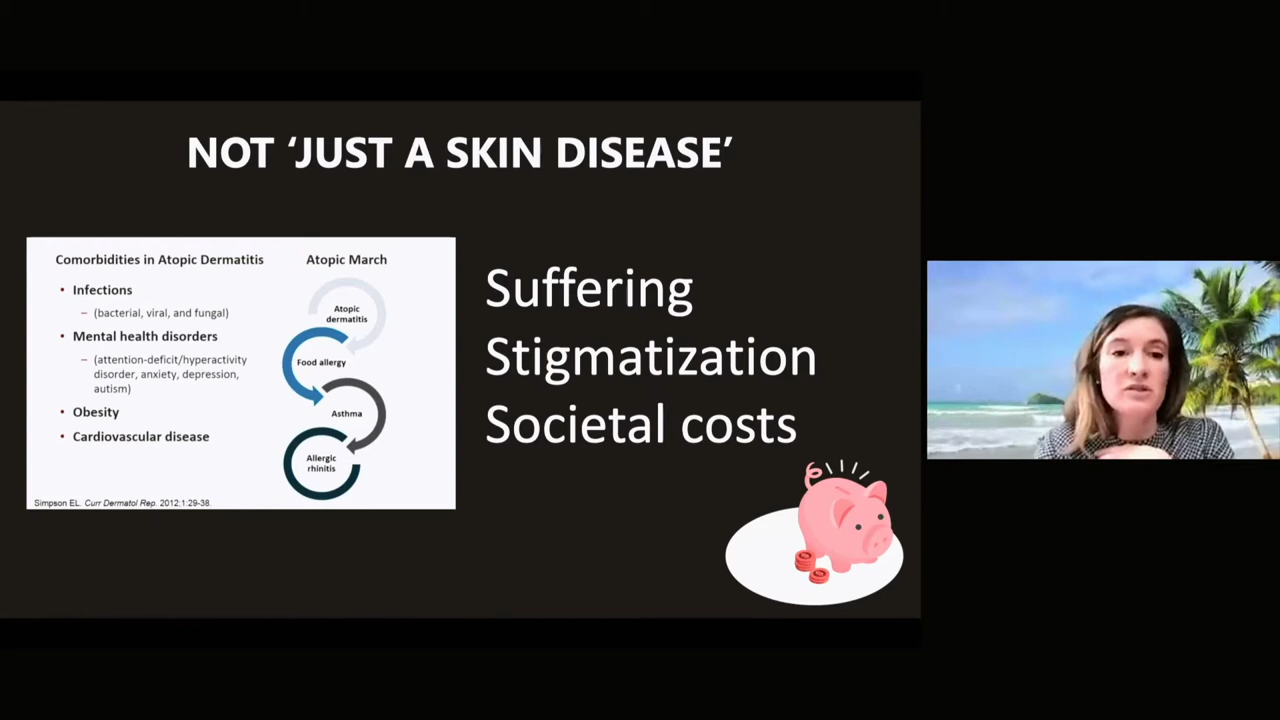 NOT ‘JUST A SKIN DISEASE’
Comorbidities in Atopic Dermatitis
• Infections
– (bacterial, viral, and fungal)
• Mental health disorders
– (attention-deficit/hyperactivity
disorder, anxiety, depression,
autism)
• Obesity
• Cardiovascular disease
Atopic March
Atopic
dermatitis
Food allergy
Asthma
Allergic
rhinitis
Simpson EL. Curr Dermatol Rep. 2012;1:29-38.
Suffering
Stigmatization
Societal costs